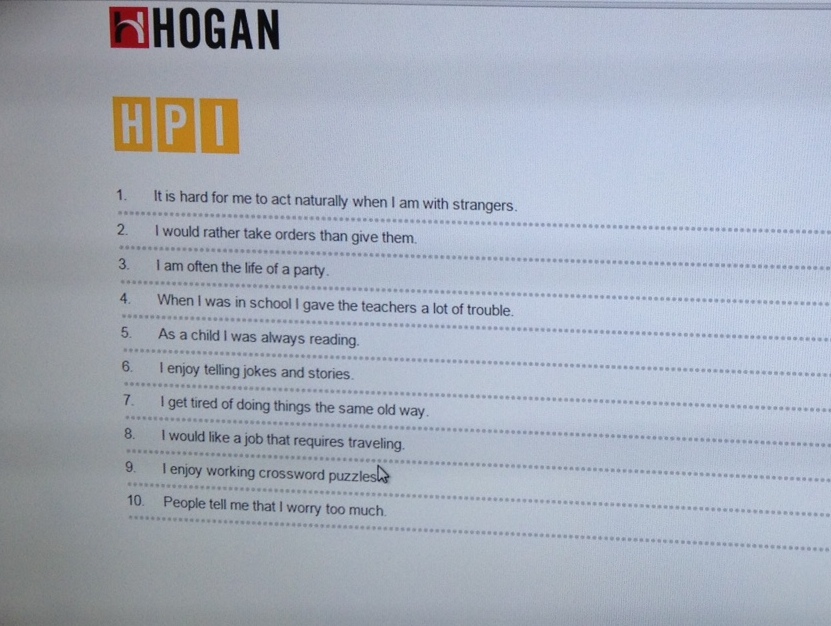 HOGAN
HPI
1. It is hard for me to act naturally when I am with strangers.
2. I would rather take orders than give them.
3. I am often the life of a party.
4. When I was in school I gave the teachers a lot of trouble.
5. As a child I was always reading.
6. I enjoy telling jokes and stories.
7. I get tired of doing things the same old way.
8. I would like a job that requires traveling.
9. I enjoy working crossword puzzles
10. People tell me that I worry too much.